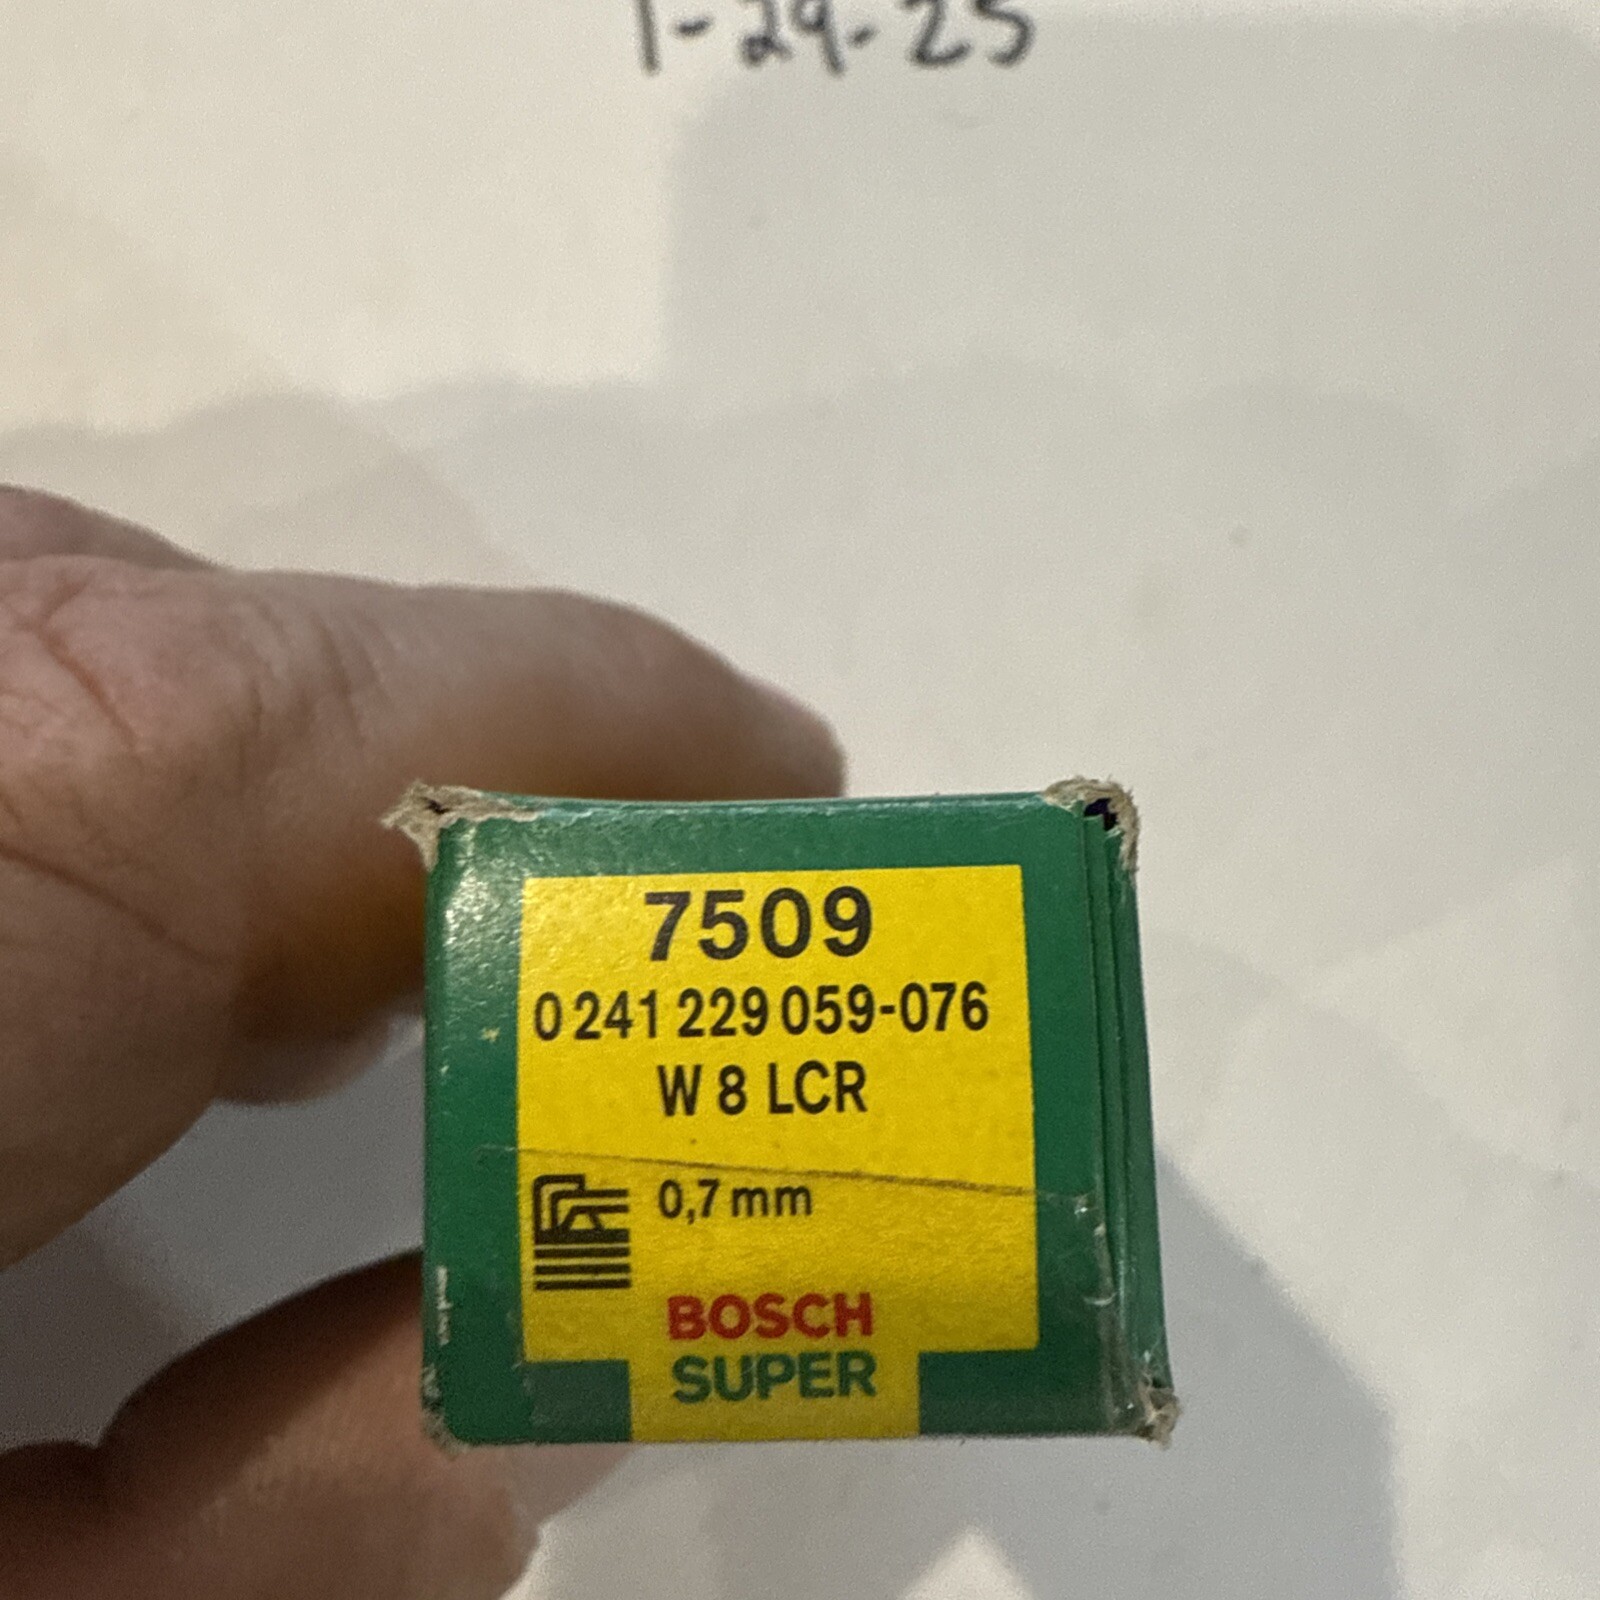 1-29-25
7509
0 241 229 059-076
W 8 LCR
0,7 mm
BOSCH
SUPER